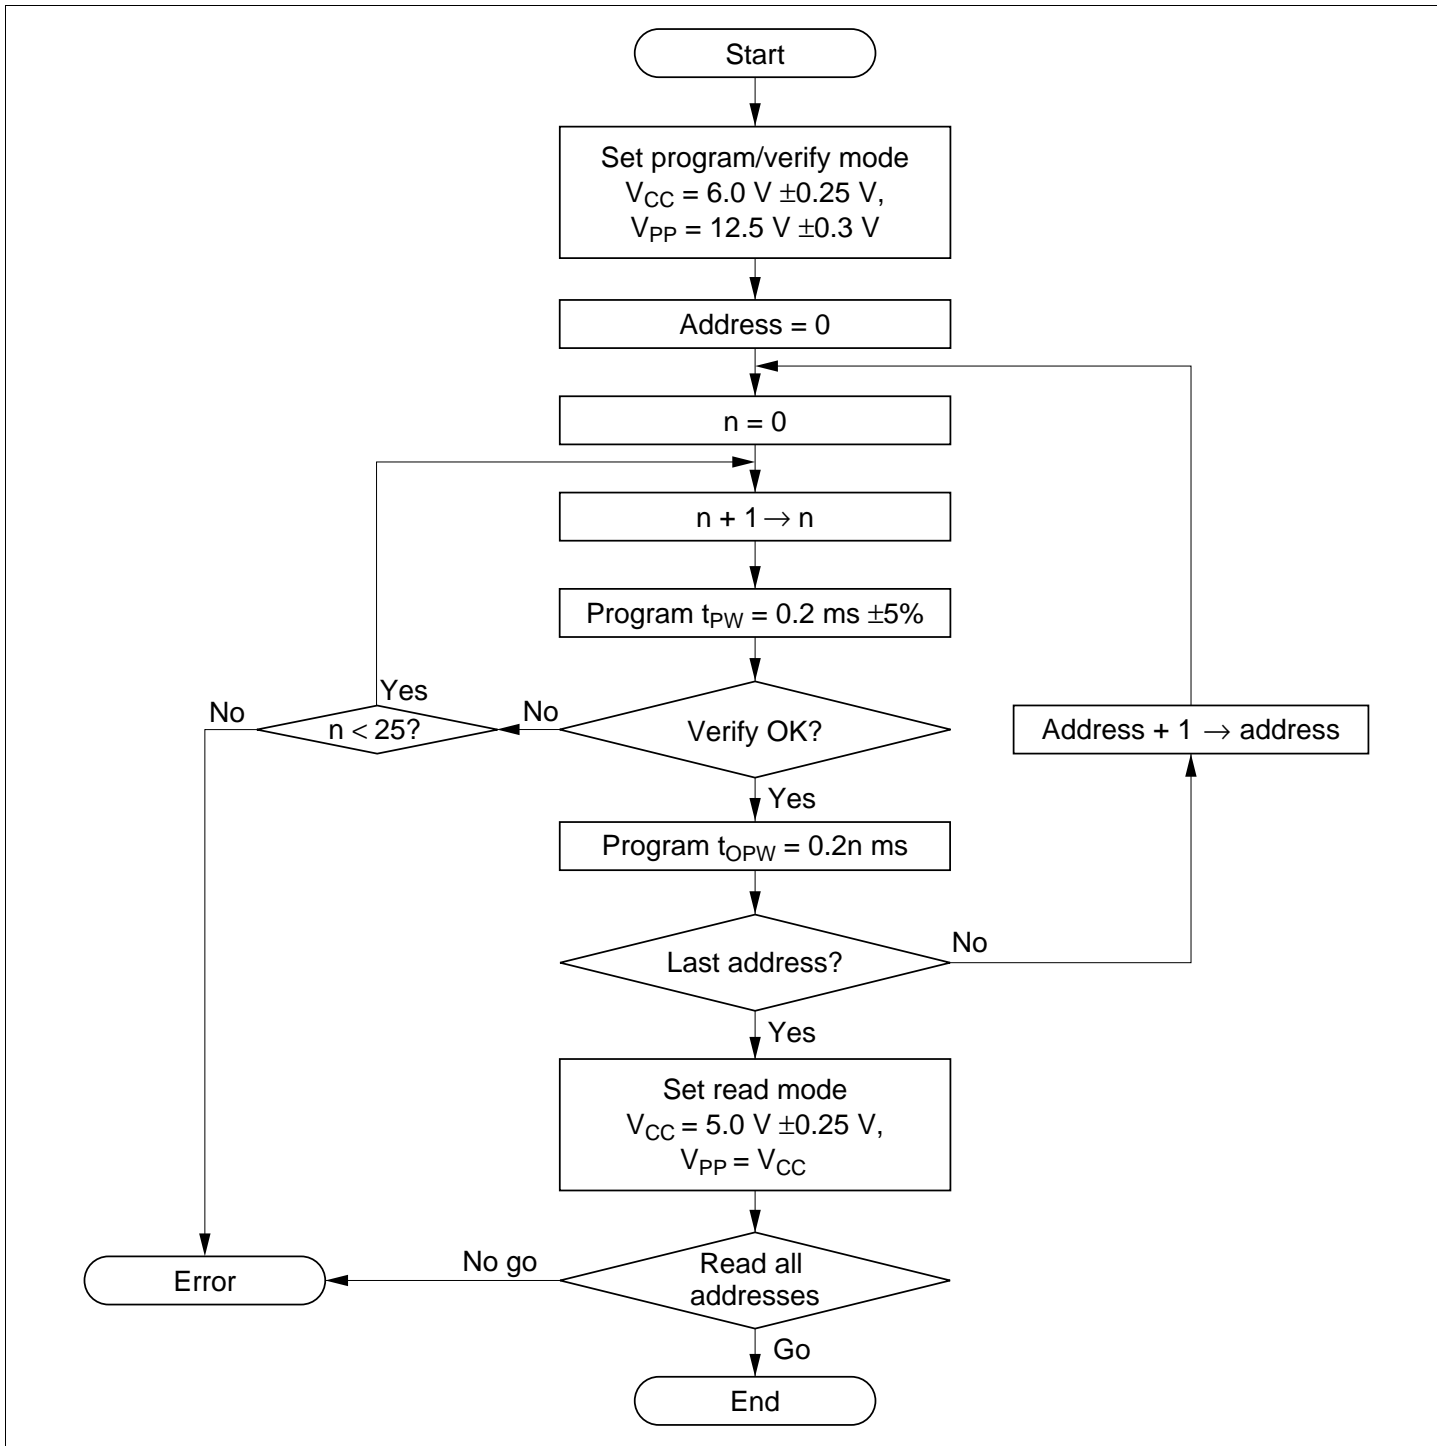 Start
Set program/verify mode
VCC = 6.0 V ±0.25 V,
VPP = 12.5 V ±0.3 V
Address = 0
n = 0
n + 1 → n
Program tPW = 0.2 ms ±5%
Verify OK?
No
n < 25?
Yes
No
Address + 1 → address
Yes
Program tOPW = 0.2n ms
Last address?
No
Yes
Set read mode
VCC = 5.0 V ±0.25 V,
VPP = VCC
Read all
addresses
No go
Error
Go
End